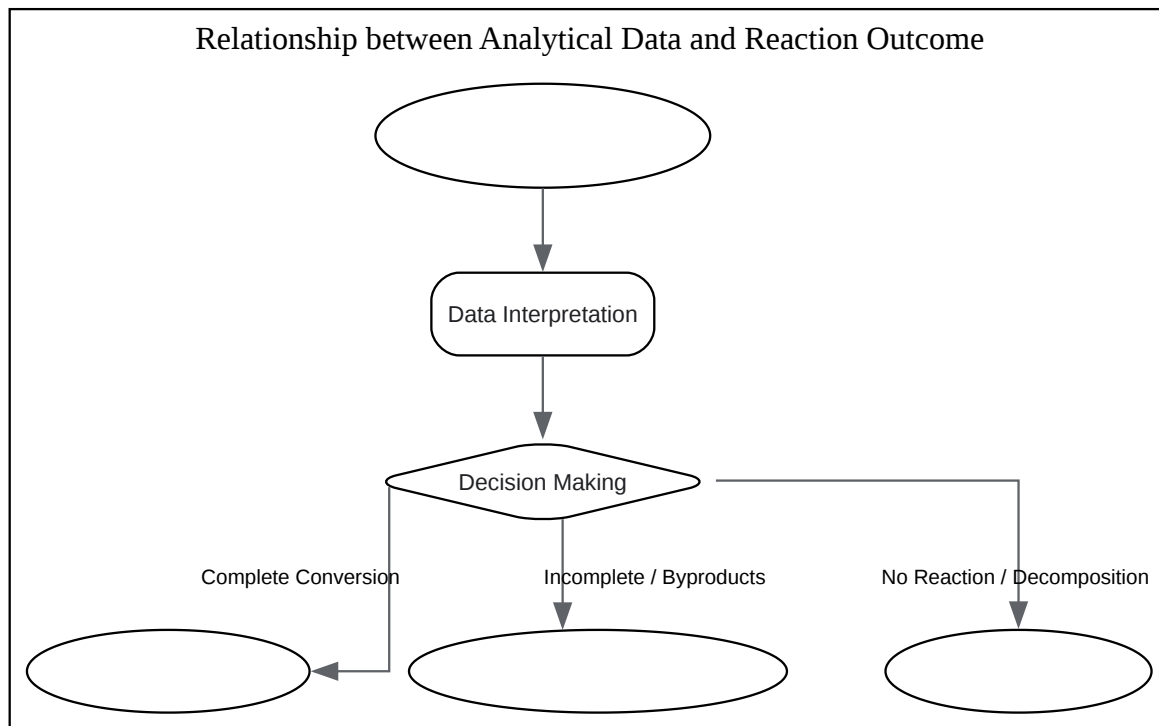 Relationship between Analytical Data and Reaction Outcome
Data Interpretation
Decision Making
Complete Conversion
Incomplete / Byproducts
No Reaction / Decomposition